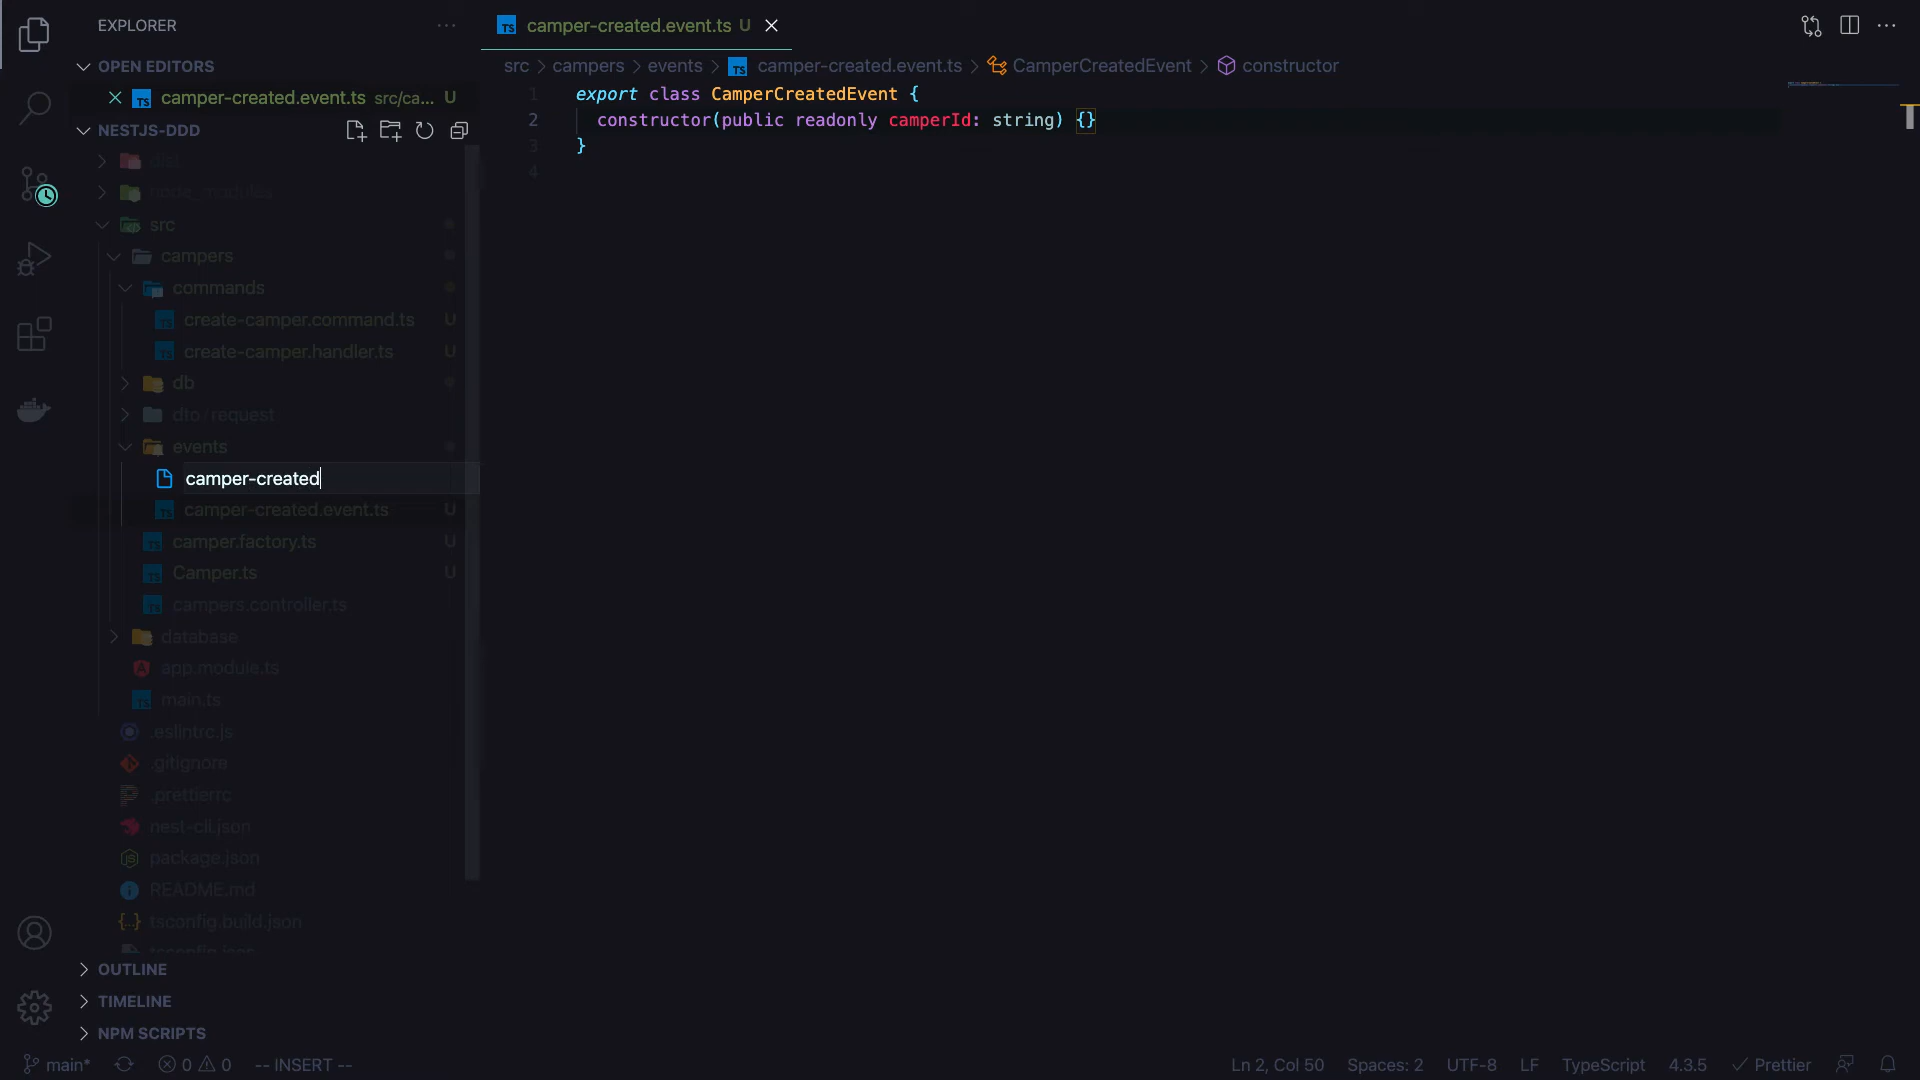 EXPLORER
OPEN EDITORS
camper-created.event.ts src/ca... U
NESTJS-DDD
dist
node_modules
src
campers
commands
create-camper.command.ts U
create-camper.handler.ts U
db
dto / request
events
camper-created
camper-created.event.ts U
camper.factory.ts U
Camper.ts U
campers.controller.ts
database
app.module.ts
main.ts
.eslintrc.js
.gitignore
.prettierrc
nest-cli.json
package.json
README.md
tsconfig.build.json
tsconfig.json
OUTLINE
TIMELINE
NPM SCRIPTS
camper-created.event.ts U
src > campers > events > camper-created.event.ts > CamperCreatedEvent > constructor
1 export class CamperCreatedEvent {
2 constructor(public readonly camperId: string) {}
3 }
4
main* 0 0 -- INSERT -- Ln 2, Col 50 Spaces: 2 UTF-8 LF TypeScript 4.3.5 Prettier